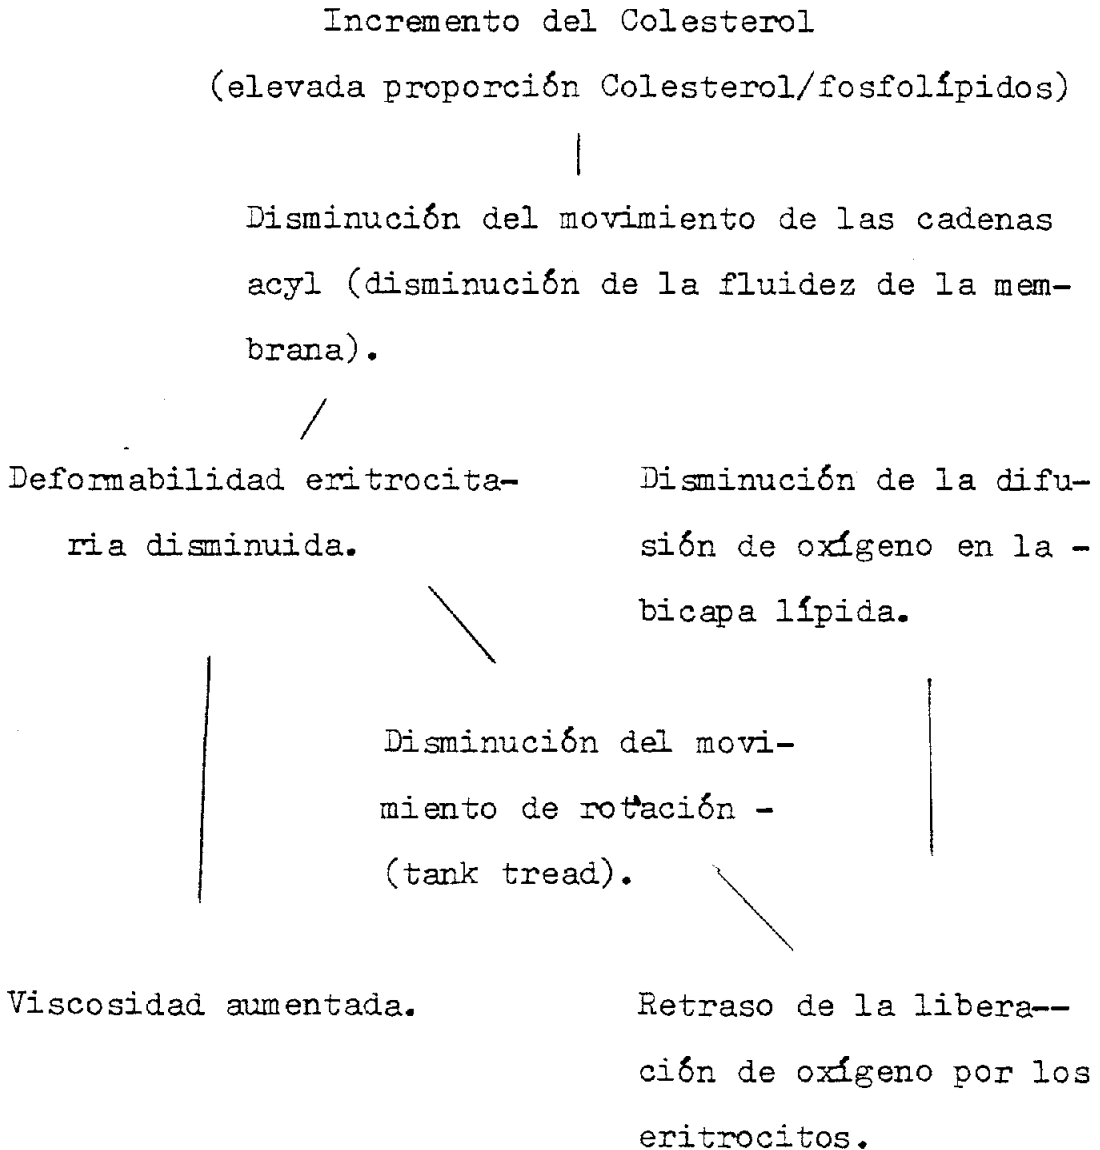 Incremento del Colesterol
(elevada proporción Colesterol/fosfolípidos)
Disminución del movimiento de las cadenas
acyl (disminución de la fluidez de la mem-
brana).
Deformabilidad eritrocita-
ria disminuida.
Disminución de la difu-
sión de oxígeno en la -
bicapa lípida.
Disminución del movi-
miento de rotación -
(tank tread).
Viscosidad aumentada.
Retraso de la libera--
ción de oxígeno por los
eritrocitos.